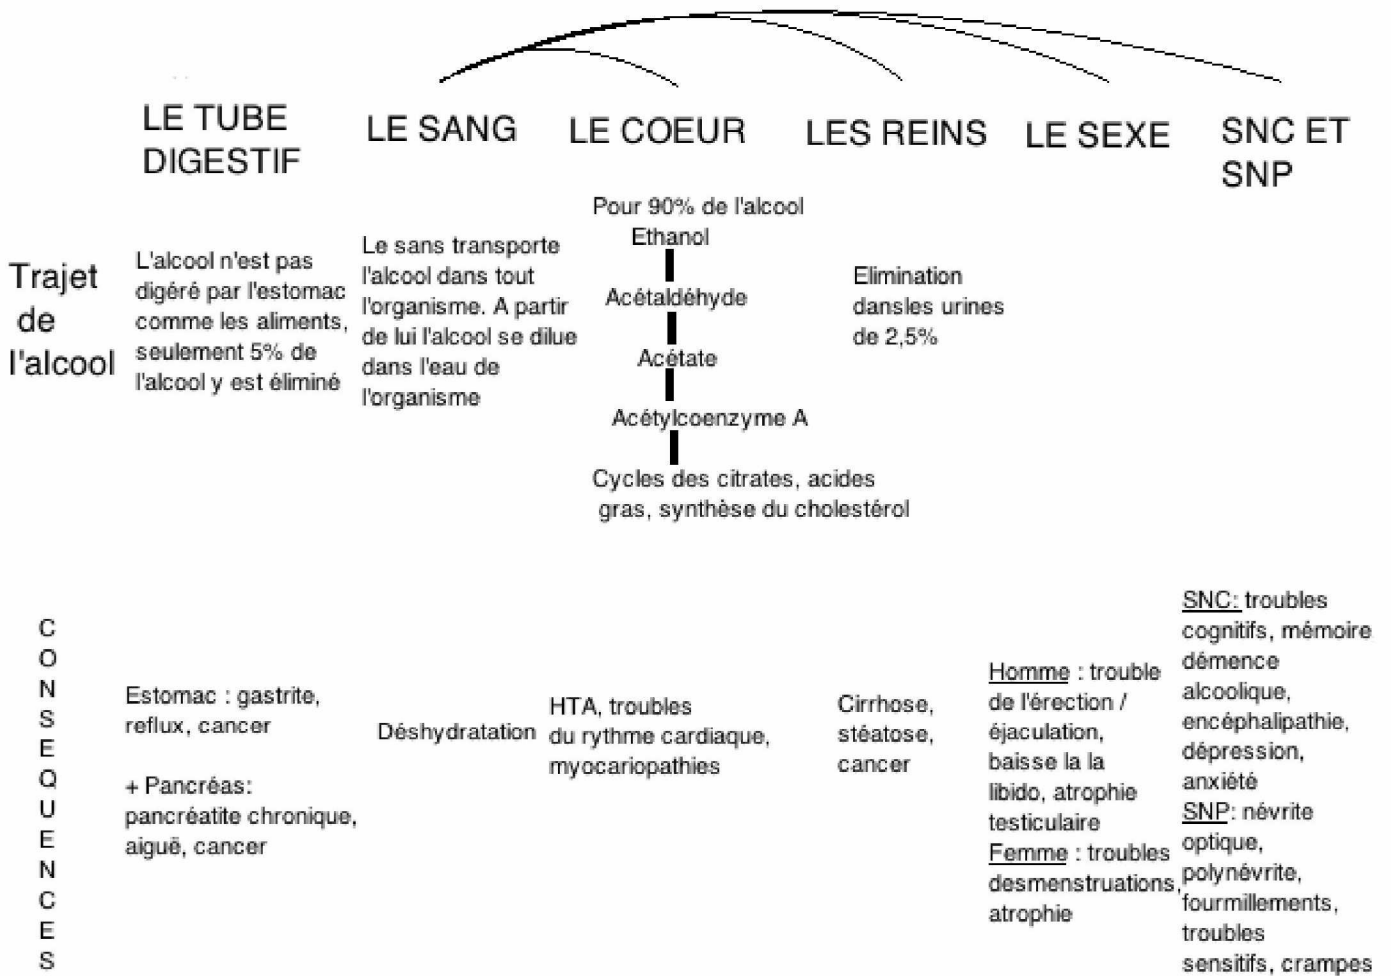 LE TUBE
DIGESTIF
LE SANG
LE COEUR
LES REINS
LE SEXE
SNC ET
SNP
Trajet
de
l'alcool
L'alcool n'est pas
digéré par l'estomac
comme les aliments,
seulement 5% de
l'alcool y est éliminé
Le sans transporte
l'alcool dans tout
l'organisme. A partir
de lui l'alcool se dilue
dans l'eau de
l'organisme
Pour 90% de l'alcool
Ethanol
Acétaldéhyde
Acétate
Acétylcoenzyme A
Cycles des citrates, acides
gras, synthèse du cholestérol
Elimination
dansles urines
de 2,5%
C
O
N
S
E
Q
U
E
N
C
E
S
Estomac : gastrite,
reflux, cancer
+ Pancréas:
pancréatite chronique,
aiguë, cancer
Déshydratation
HTA, troubles
du rythme cardiaque,
myocariopathies
Cirrhose,
stéatose,
cancer
Homme : trouble
de l'érection /
éjaculation,
baisse la la
libido, atrophie
testiculaire
Femme : troubles
desmenstruations,
atrophie
SNC: troubles
cognitifs, mémoire
démence
alcoolique,
encéphalipathie,
dépression,
anxiété
SNP: névrite
optique,
polynévrite,
fourmillements,
troubles
sensitifs, crampes